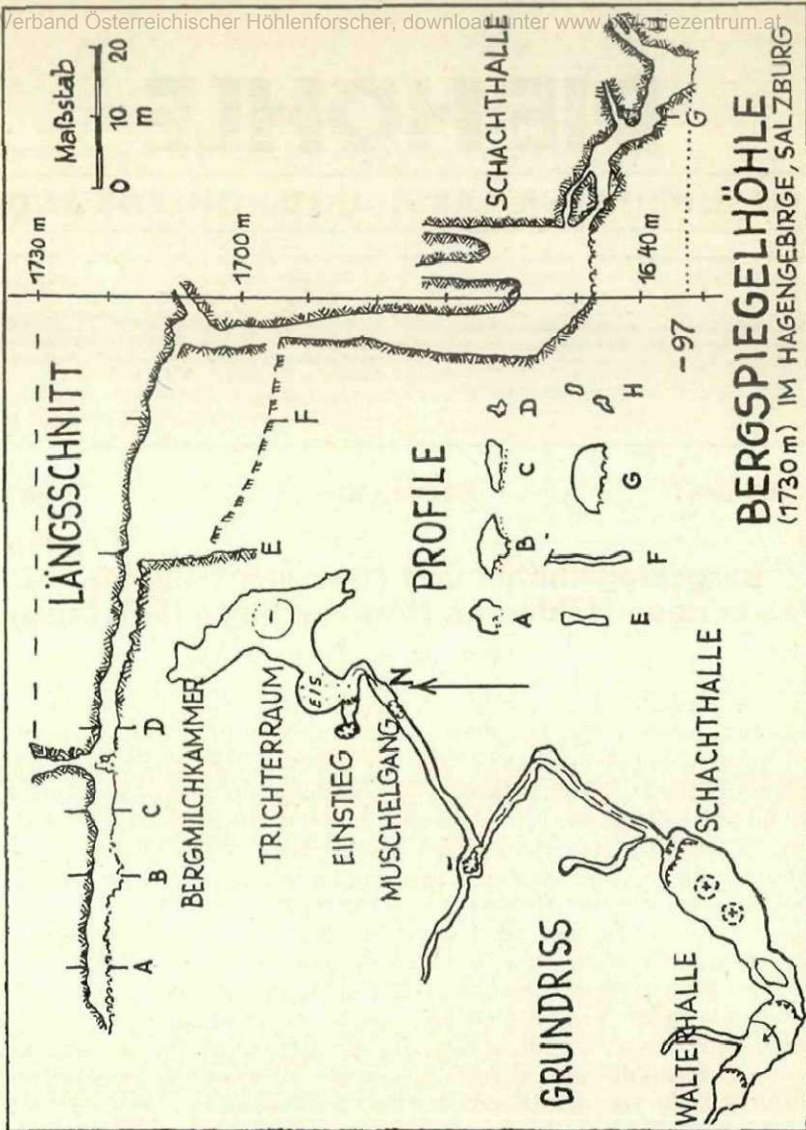 Verband Österreichischer Höhlenforscher, download unter www.biologiezentrum.at
LÄNGSSCHNITT
1730 m
1700 m
1640 m
-97
Maßstab
0 10 20
m
SCHACHTHALLE
A
B
C
D
E
F
G
H
BERGMILCHKAMMER
TRICHTERRAUM
EINSTIEG
EIS
MUSCHELGANG
N
PROFILE
A B C D
E F G H
GRUNDRISS
WALTERHALLE
SCHACHTHALLE
BERGSPIEGELHÖHLE
(1730 m) IM HAGENGEBIRGE, SALZBURG